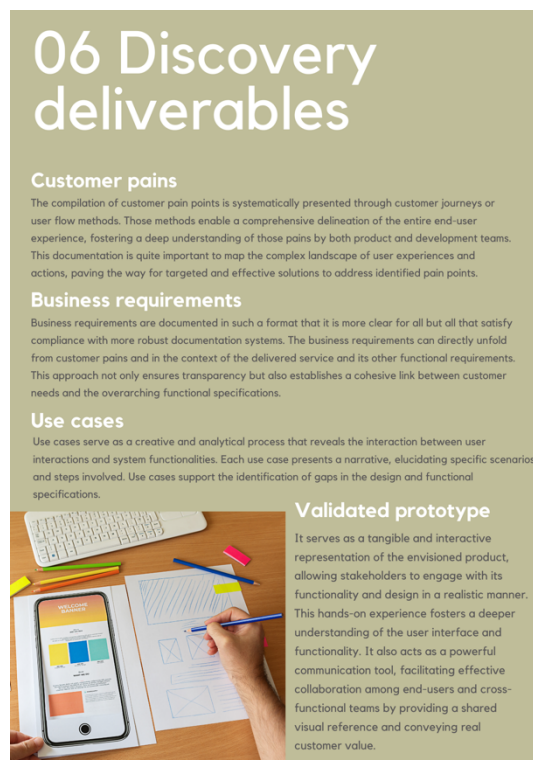 06 Discovery
deliverables
Customer pains
The compilation of customer pain points is systematically presented through customer journeys or
user flow methods. Those methods enable a comprehensive delineation of the entire end-user
experience, fostering a deep understanding of those pains by both product and development teams.
This documentation is quite important to map the complex landscape of user experiences and
actions, paving the way for targeted and effective solutions to address identified pain points.
Business requirements
Business requirements are documented in such a format that it is more clear for all but all that satisfy
compliance with more robust documentation systems. The business requirements can directly unfold
from customer pains and in the context of the delivered service and its other functional requirements.
This approach not only ensures transparency but also establishes a cohesive link between customer
needs and the overarching functional specifications.
Use cases
Use cases serve as a creative and analytical process that reveals the interaction between user
interactions and system functionalities. Each use case presents a narrative, elucidating specific scenarios
and steps involved. Use cases support the identification of gaps in the design and functional
specifications.
Validated prototype
It serves as a tangible and interactive
representation of the envisioned product,
allowing stakeholders to engage with its
functionality and design in a realistic manner.
This hands-on experience fosters a deeper
understanding of the user interface and
functionality. It also acts as a powerful
communication tool, facilitating effective
collaboration among end-users and cross-
functional teams by providing a shared
visual reference and conveying real
customer value.
WELCOME